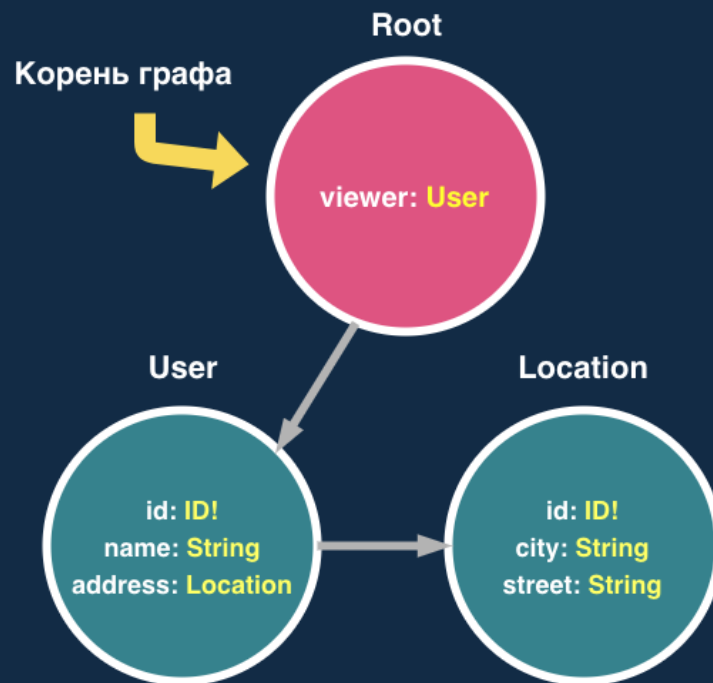 Root
Корень графа
viewer: User
User
id: ID!
name: String
address: Location
Location
id: ID!
city: String
street: String